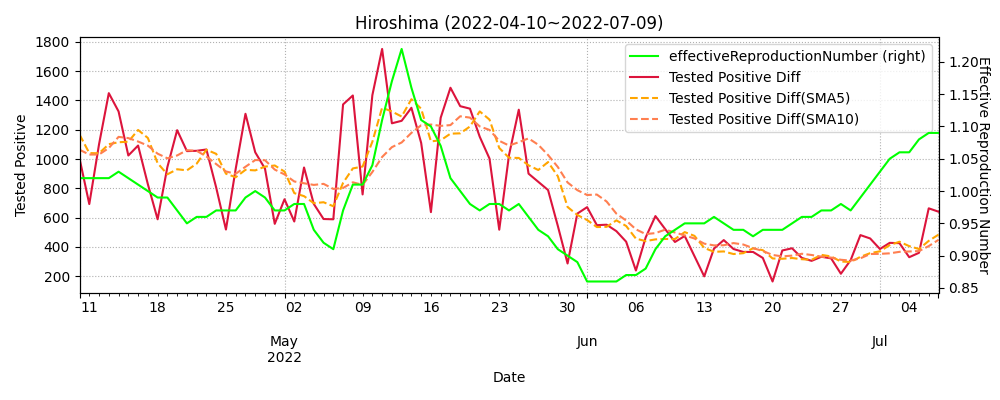 Hiroshima (2022-04-10~2022-07-09)
effectiveReproductionNumber (right)
Tested Positive Diff
Tested Positive Diff(SMA5)
Tested Positive Diff(SMA10)
Tested Positive
1800
1600
1400
1200
1000
800
600
400
200
Effective Reproduction Number
1.20
1.15
1.10
1.05
1.00
0.95
0.90
0.85
11 18 25 02 09 16 23 30 06 13 20 27 04
May Jun Jul
2022
Date